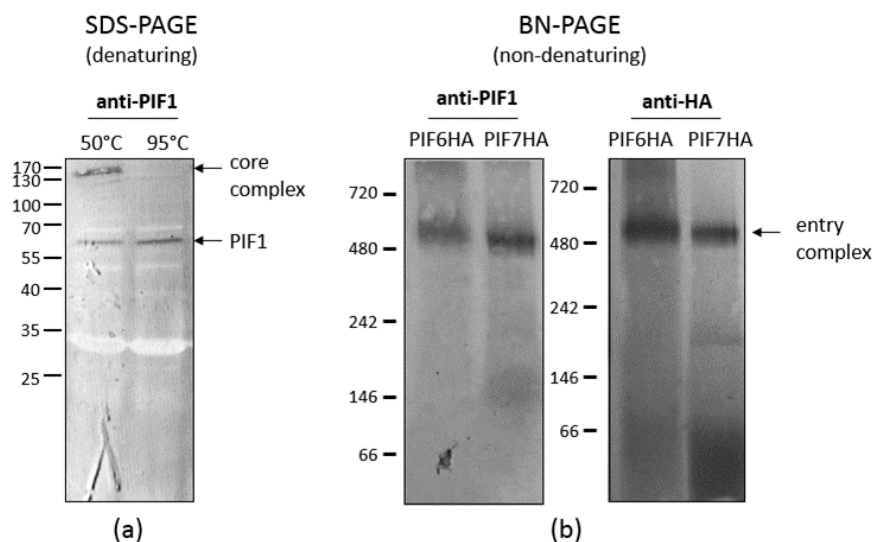 SDS-PAGE
(denaturing)
anti-PIF1
50°C 95°C
170
130
100
70
55
40
35
25
core
complex
PIF1
(a)
BN-PAGE
(non-denaturing)
anti-PIF1
PIF6HA PIF7HA
720
480
242
146
66
anti-HA
PIF6HA PIF7HA
720
480
242
146
66
entry
complex
(b)